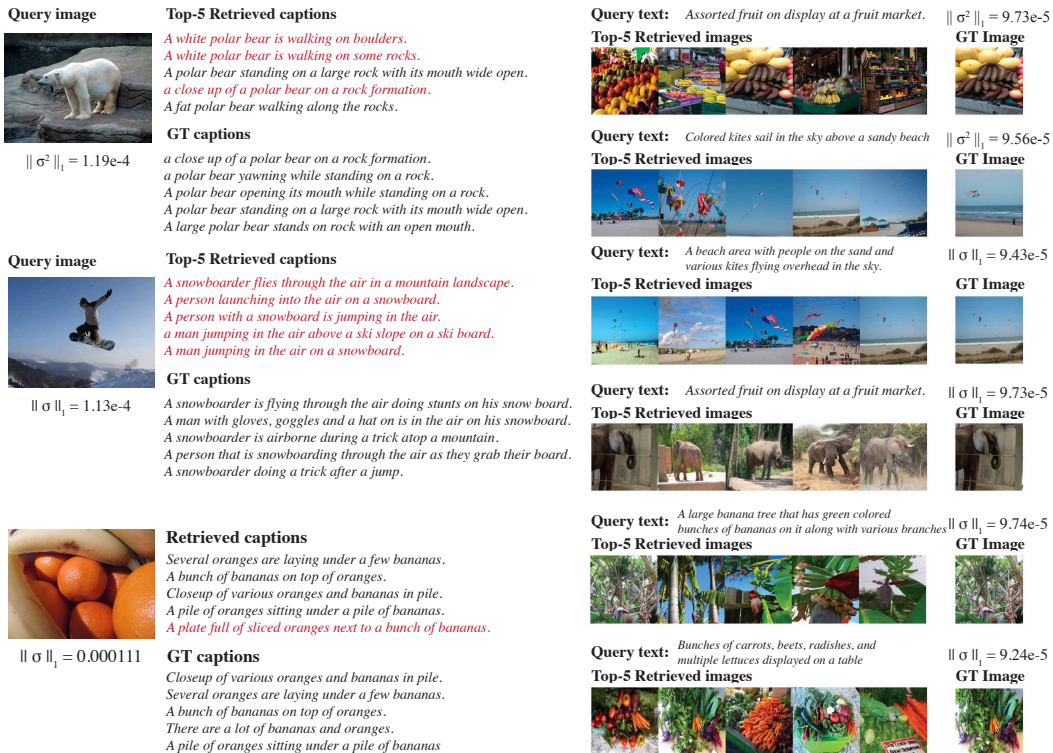 Query image
Top-5 Retrieved captions
A white polar bear is walking on boulders.
A white polar bear is walking on some rocks.
A polar bear standing on a large rock with its mouth wide open.
a close up of a polar bear on a rock formation.
A fat polar bear walking along the rocks.
GT captions
a close up of a polar bear on a rock formation.
a polar bear yawning while standing on a rock.
A polar bear opening its mouth while standing on a rock.
A polar bear standing on a large rock with its mouth wide open.
A large polar bear stands on rock with an open mouth.
|| σ² ||₁ = 1.19e-4
Query image
Top-5 Retrieved captions
A snowboarder flies through the air in a mountain landscape.
A person launching into the air on a snowboard.
A person with a snowboard is jumping in the air.
a man jumping in the air above a ski slope on a ski board.
A man jumping in the air on a snowboard.
GT captions
A snowboarder is flying through the air doing stunts on his snow board.
A man with gloves, goggles and a hat on is in the air on his snowboard.
A snowboarder is airborne during a trick atop a mountain.
A person that is snowboarding through the air as they grab their board.
A snowboarder doing a trick after a jump.
|| σ ||₁ = 1.13e-4
Retrieved captions
Several oranges are laying under a few bananas.
A bunch of bananas on top of oranges.
Closeup of various oranges and bananas in pile.
A pile of oranges sitting under a pile of bananas.
A plate full of sliced oranges next to a bunch of bananas.
|| σ ||₁ = 0.000111
GT captions
Closeup of various oranges and bananas in pile.
Several oranges are laying under a few bananas.
A bunch of bananas on top of oranges.
There are a lot of bananas and oranges.
A pile of oranges sitting under a pile of bananas
Query text: Assorted fruit on display at a fruit market.
|| σ² ||₁ = 9.73e-5
Top-5 Retrieved images
GT Image
Query text: Colored kites sail in the sky above a sandy beach
|| σ² ||₁ = 9.56e-5
Top-5 Retrieved images
GT Image
Query text: A beach area with people on the sand and
various kites flying overhead in the sky.
|| σ ||₁ = 9.43e-5
Top-5 Retrieved images
GT Image
Query text: Assorted fruit on display at a fruit market.
|| σ ||₁ = 9.73e-5
Top-5 Retrieved images
GT Image
Query text: A large banana tree that has green colored
bunches of bananas on it along with various branches
|| σ ||₁ = 9.74e-5
Top-5 Retrieved images
GT Image
Query text: Bunches of carrots, beets, radishes, and
multiple lettuces displayed on a table
|| σ ||₁ = 9.24e-5
Top-5 Retrieved images
GT Image